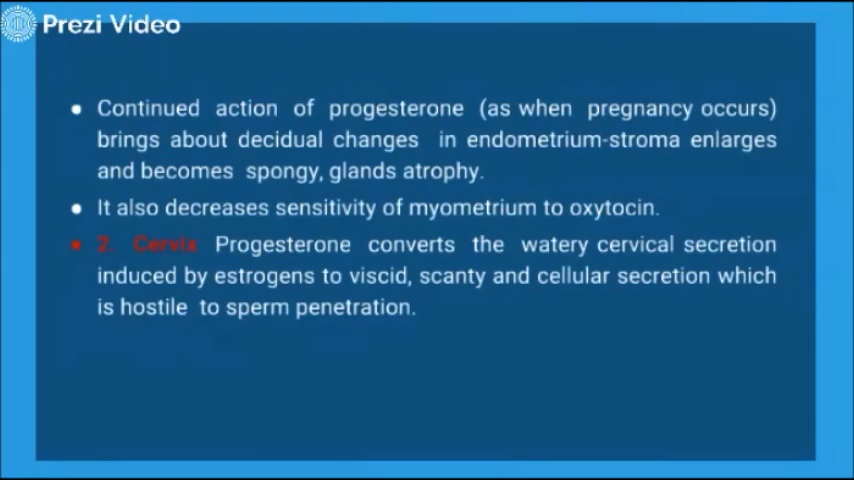 Prezi Video
• Continued action of progesterone (as when pregnancy occurs)
brings about decidual changes in endometrium-stroma enlarges
and becomes spongy, glands atrophy.
• It also decreases sensitivity of myometrium to oxytocin.
• 2. Cervix Progesterone converts the watery cervical secretion
induced by estrogens to viscid, scanty and cellular secretion which
is hostile to sperm penetration.